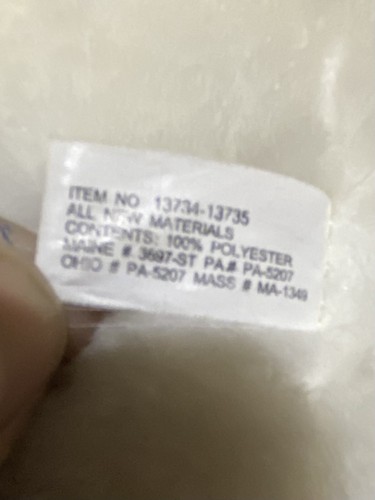 ITEM NO. 13734-13735
ALL NEW MATERIALS
CONTENTS: 100% POLYESTER
MAINE # 3697-ST PA.# PA-5207
OHIO # PA-5207 MASS # MA-1349